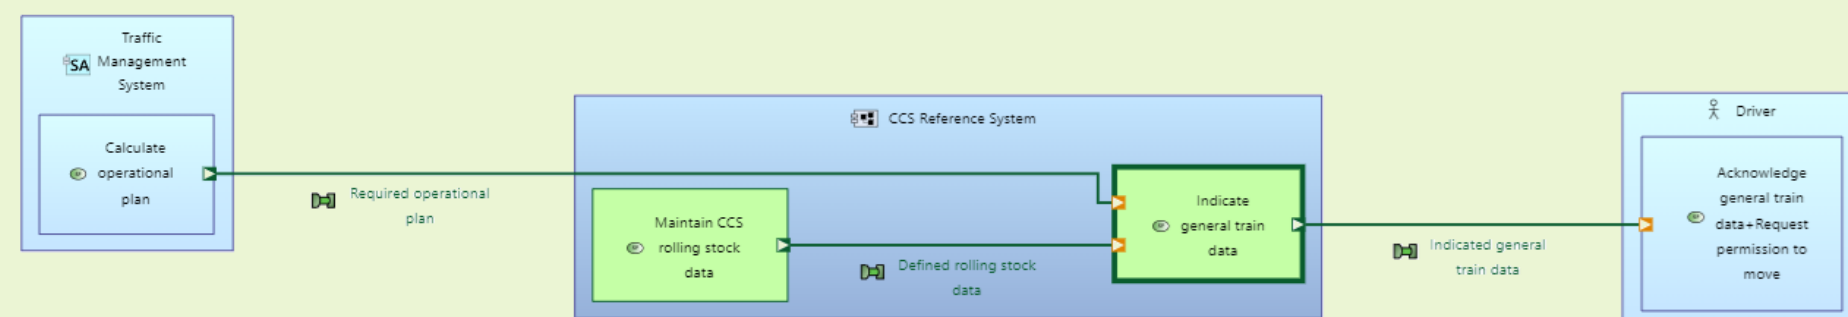 Traffic
SA Management
System
Calculate
operational
plan
Required operational
plan
CCS Reference System
Maintain CCS
rolling stock
data
Defined rolling stock
data
Indicate
general train
data
Indicated general
train data
Driver
Acknowledge
general train
data+Request
permission to
move